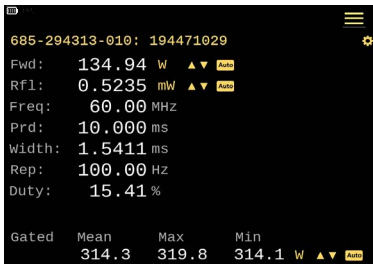 685-294313-010: 194471029
Fwd: 134.94 W ▲▼ Auto
Rfl: 0.5235 mW ▲▼ Auto
Freq: 60.00 MHz
Prd: 10.000 ms
Width: 1.5411 ms
Rep: 100.00 Hz
Duty: 15.41 %
Gated Mean Max Min
314.3 319.8 314.1 W ▲▼ Auto